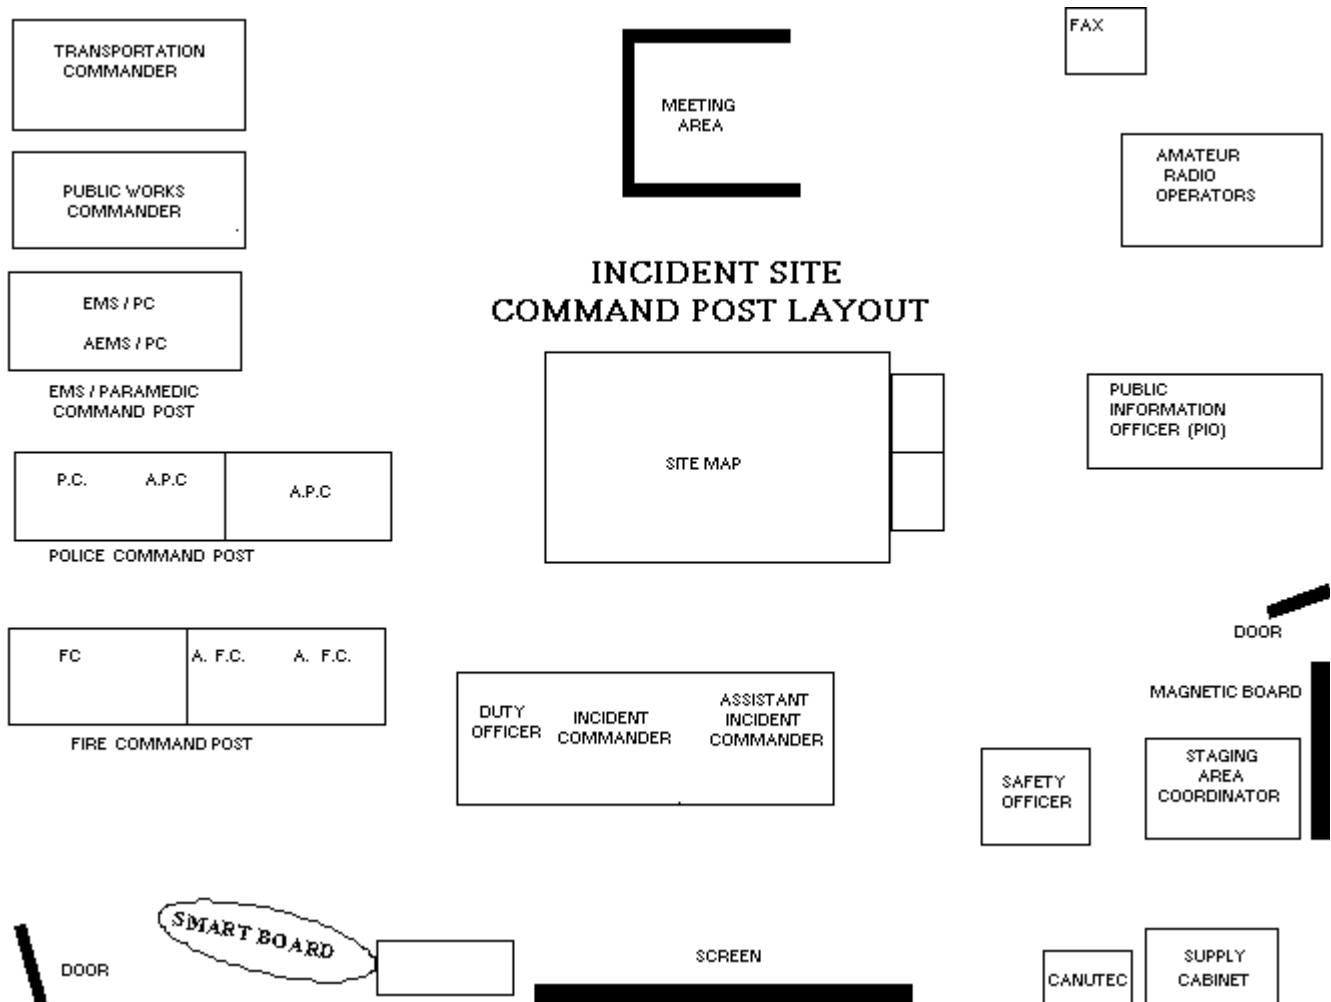 TRANSPORTATION
COMMANDER
MEETING
AREA
FAX
AMATEUR
RADIO
OPERATORS
PUBLIC WORKS
COMMANDER
INCIDENT SITE
COMMAND POST LAYOUT
EMS / PC
AEMS / PC
EMS / PARAMEDIC
COMMAND POST
PUBLIC
INFORMATION
OFFICER (PIO)
SITE MAP
P.C. A.P.C A.P.C
POLICE COMMAND POST
DOOR
FC A. F.C. A. F.C.
FIRE COMMAND POST
DUTY
OFFICER
INCIDENT
COMMANDER
ASSISTANT
INCIDENT
COMMANDER
MAGNETIC BOARD
STAGING
AREA
COORDINATOR
SAFETY
OFFICER
SMART BOARD
DOOR
SCREEN
CANUTEC
SUPPLY
CABINET